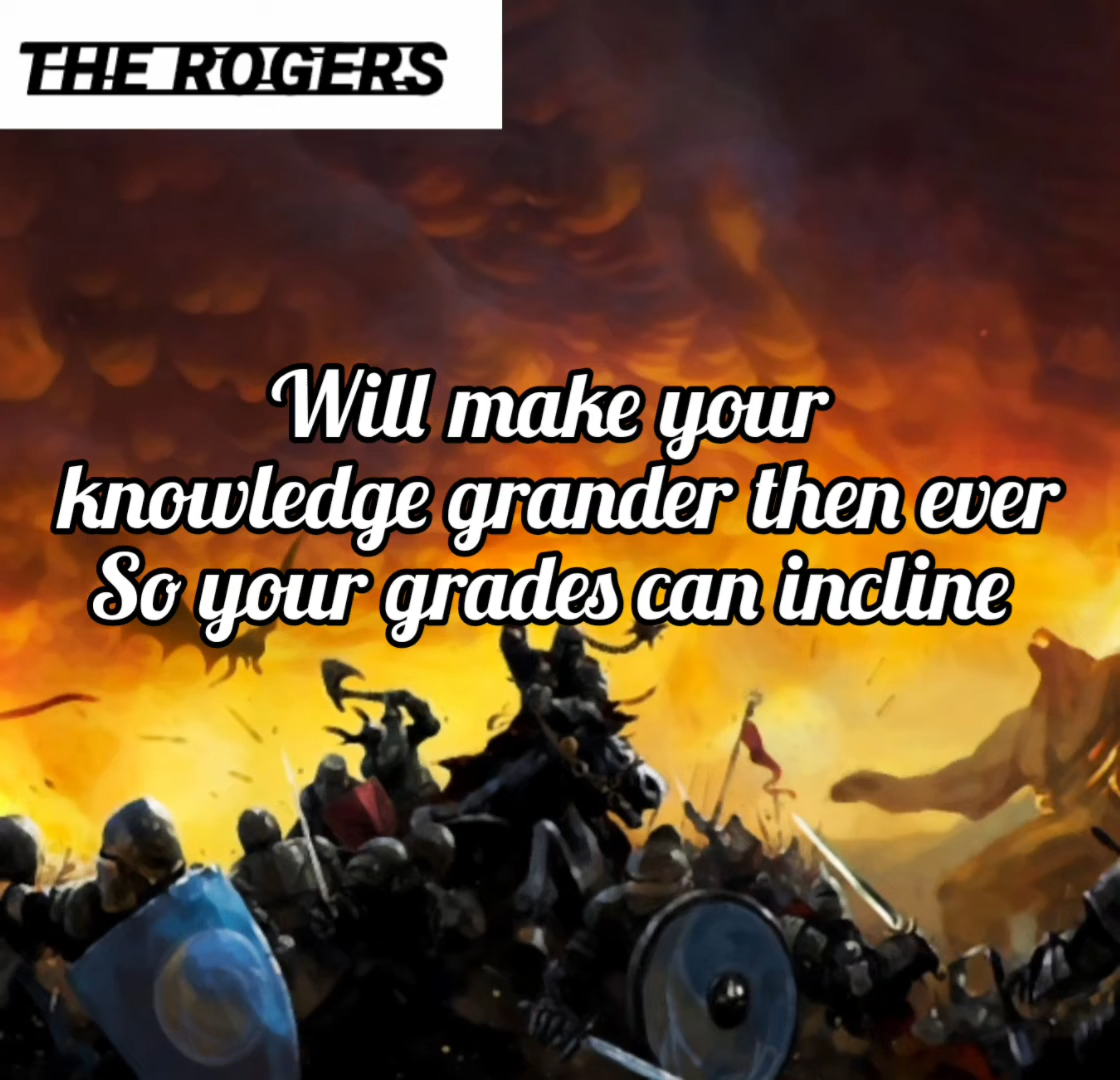 THE ROGERS
Will make your
knowledge grander then ever
So your grades can incline